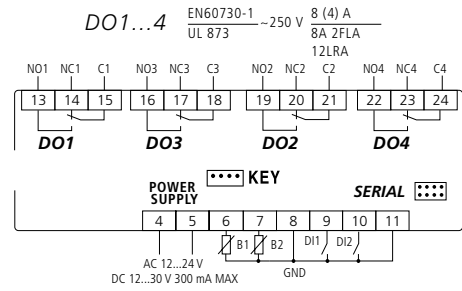 DO1...4 EN60730-1 ~250 V 8 (4) A
UL 873 8A 2FLA
12LRA
NO1 NC1 C1 NO3 NC3 C3 NO2 NC2 C2 NO4 NC4 C4
13 14 15 16 17 18 19 20 21 22 23 24
DO1 DO3 DO2 DO4
KEY
POWER
SUPPLY
SERIAL
4 5 6 7 8 9 10 11
B1 B2 DI1 DI2
AC 12...24 V
GND
DC 12...30 V 300 mA MAX